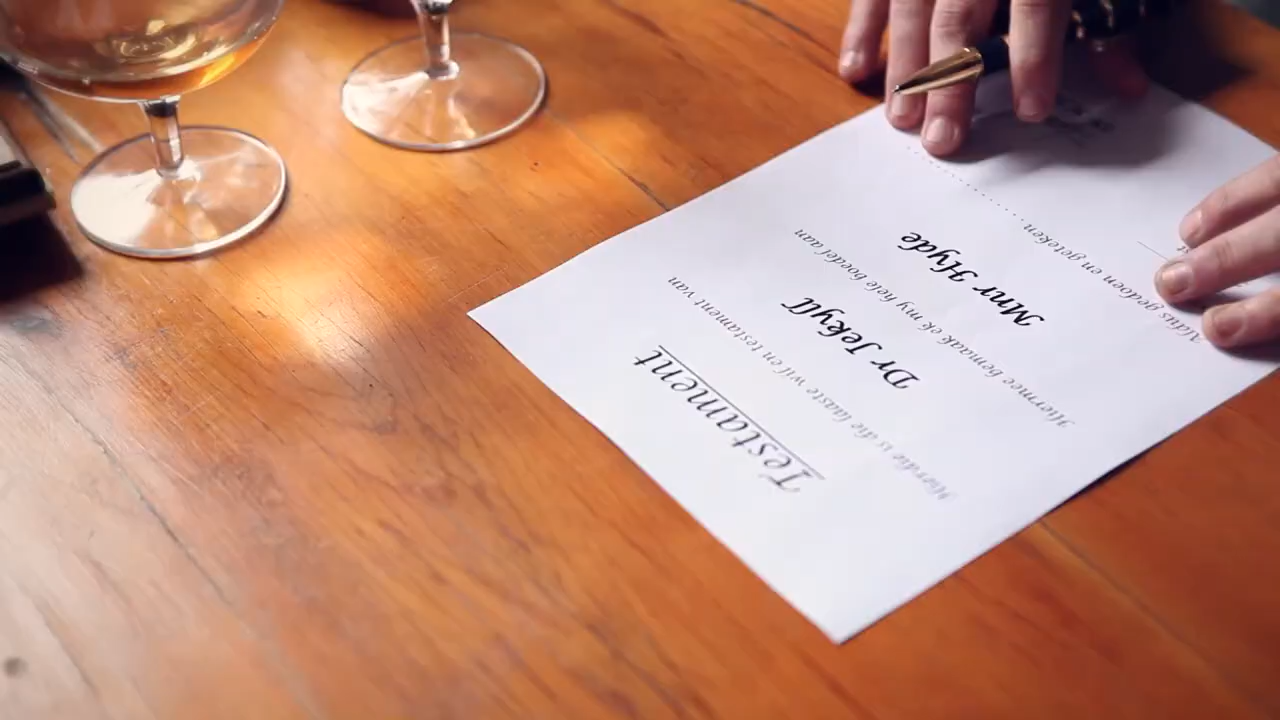 Testament
Hierdie is die laaste wil en testament van
Dr Jekyll
Hiermee bemaak ek my hele boedel aan
Mnr Hyde
Aldus gedoen en geteken